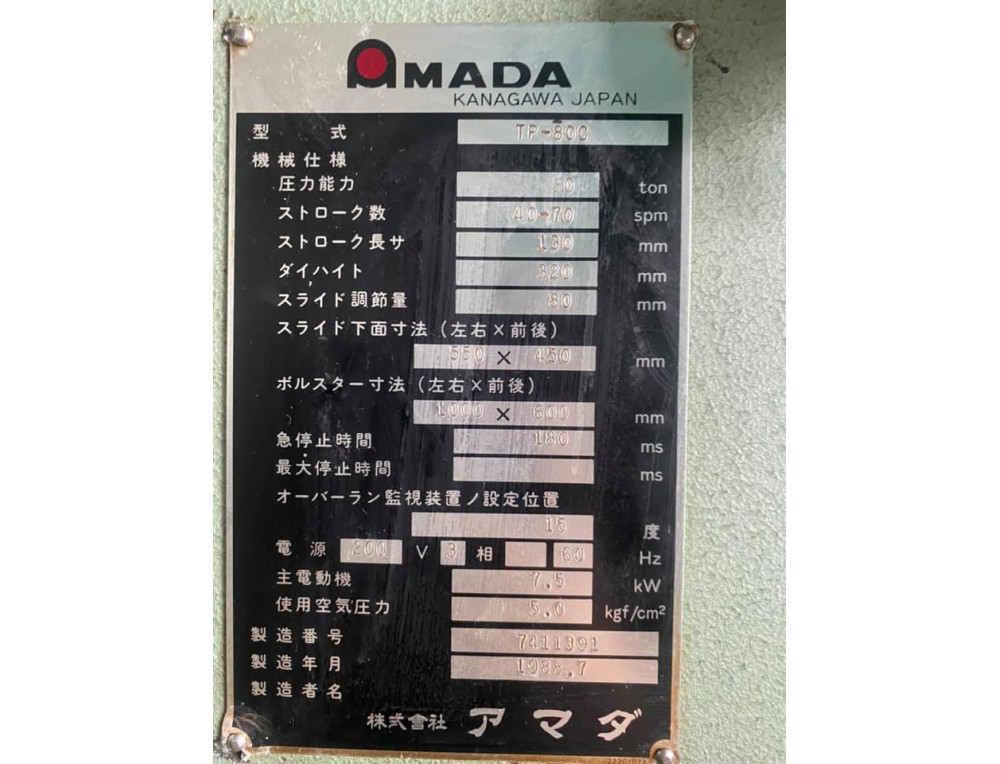 AMADA
KANAGAWA JAPAN
型 式 TP-80C
機械仕様
圧力能力 80 ton
ストローク数 40-70 spm
ストローク長サ 130 mm
ダイハイト 320 mm
スライド調節量 80 mm
スライド下面寸法(左右×前後)
550 × 450 mm
ボルスター寸法(左右×前後)
1000 × 600 mm
急停止時間 180 ms
最大停止時間 ms
オーバーラン監視装置ノ設定位置
15 度
電源 200 V 3 相 60 Hz
主電動機 7.5 kW
使用空気圧力 5.0 kgf/cm²
製造番号 7411391
製造年月 1988.7
製造者名
株式会社 アマダ